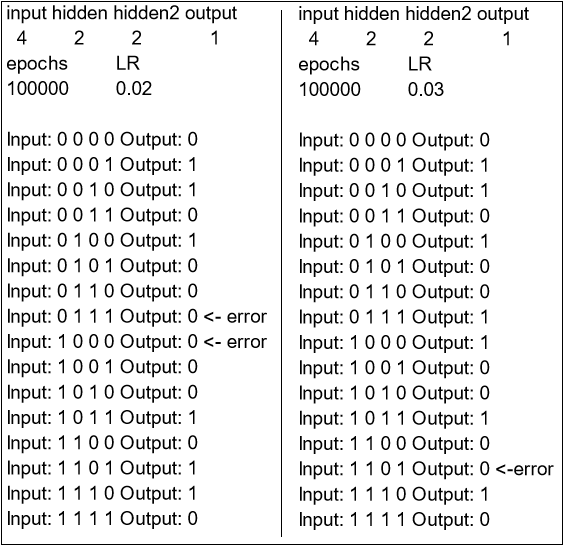 input hidden hidden2 output
4 2 2 1
epochs LR
100000 0.02
Input: 0 0 0 0 Output: 0
Input: 0 0 0 1 Output: 1
Input: 0 0 1 0 Output: 1
Input: 0 0 1 1 Output: 0
Input: 0 1 0 0 Output: 1
Input: 0 1 0 1 Output: 0
Input: 0 1 1 0 Output: 0
Input: 0 1 1 1 Output: 0 <- error
Input: 1 0 0 0 Output: 0 <- error
Input: 1 0 0 1 Output: 0
Input: 1 0 1 0 Output: 0
Input: 1 0 1 1 Output: 1
Input: 1 1 0 0 Output: 0
Input: 1 1 0 1 Output: 1
Input: 1 1 1 0 Output: 1
Input: 1 1 1 1 Output: 0
input hidden hidden2 output
4 2 2 1
epochs LR
100000 0.03
Input: 0 0 0 0 Output: 0
Input: 0 0 0 1 Output: 1
Input: 0 0 1 0 Output: 1
Input: 0 0 1 1 Output: 0
Input: 0 1 0 0 Output: 1
Input: 0 1 0 1 Output: 0
Input: 0 1 1 0 Output: 0
Input: 0 1 1 1 Output: 1
Input: 1 0 0 0 Output: 1
Input: 1 0 0 1 Output: 0
Input: 1 0 1 0 Output: 0
Input: 1 0 1 1 Output: 1
Input: 1 1 0 0 Output: 0
Input: 1 1 0 1 Output: 0 <-error
Input: 1 1 1 0 Output: 1
Input: 1 1 1 1 Output: 0